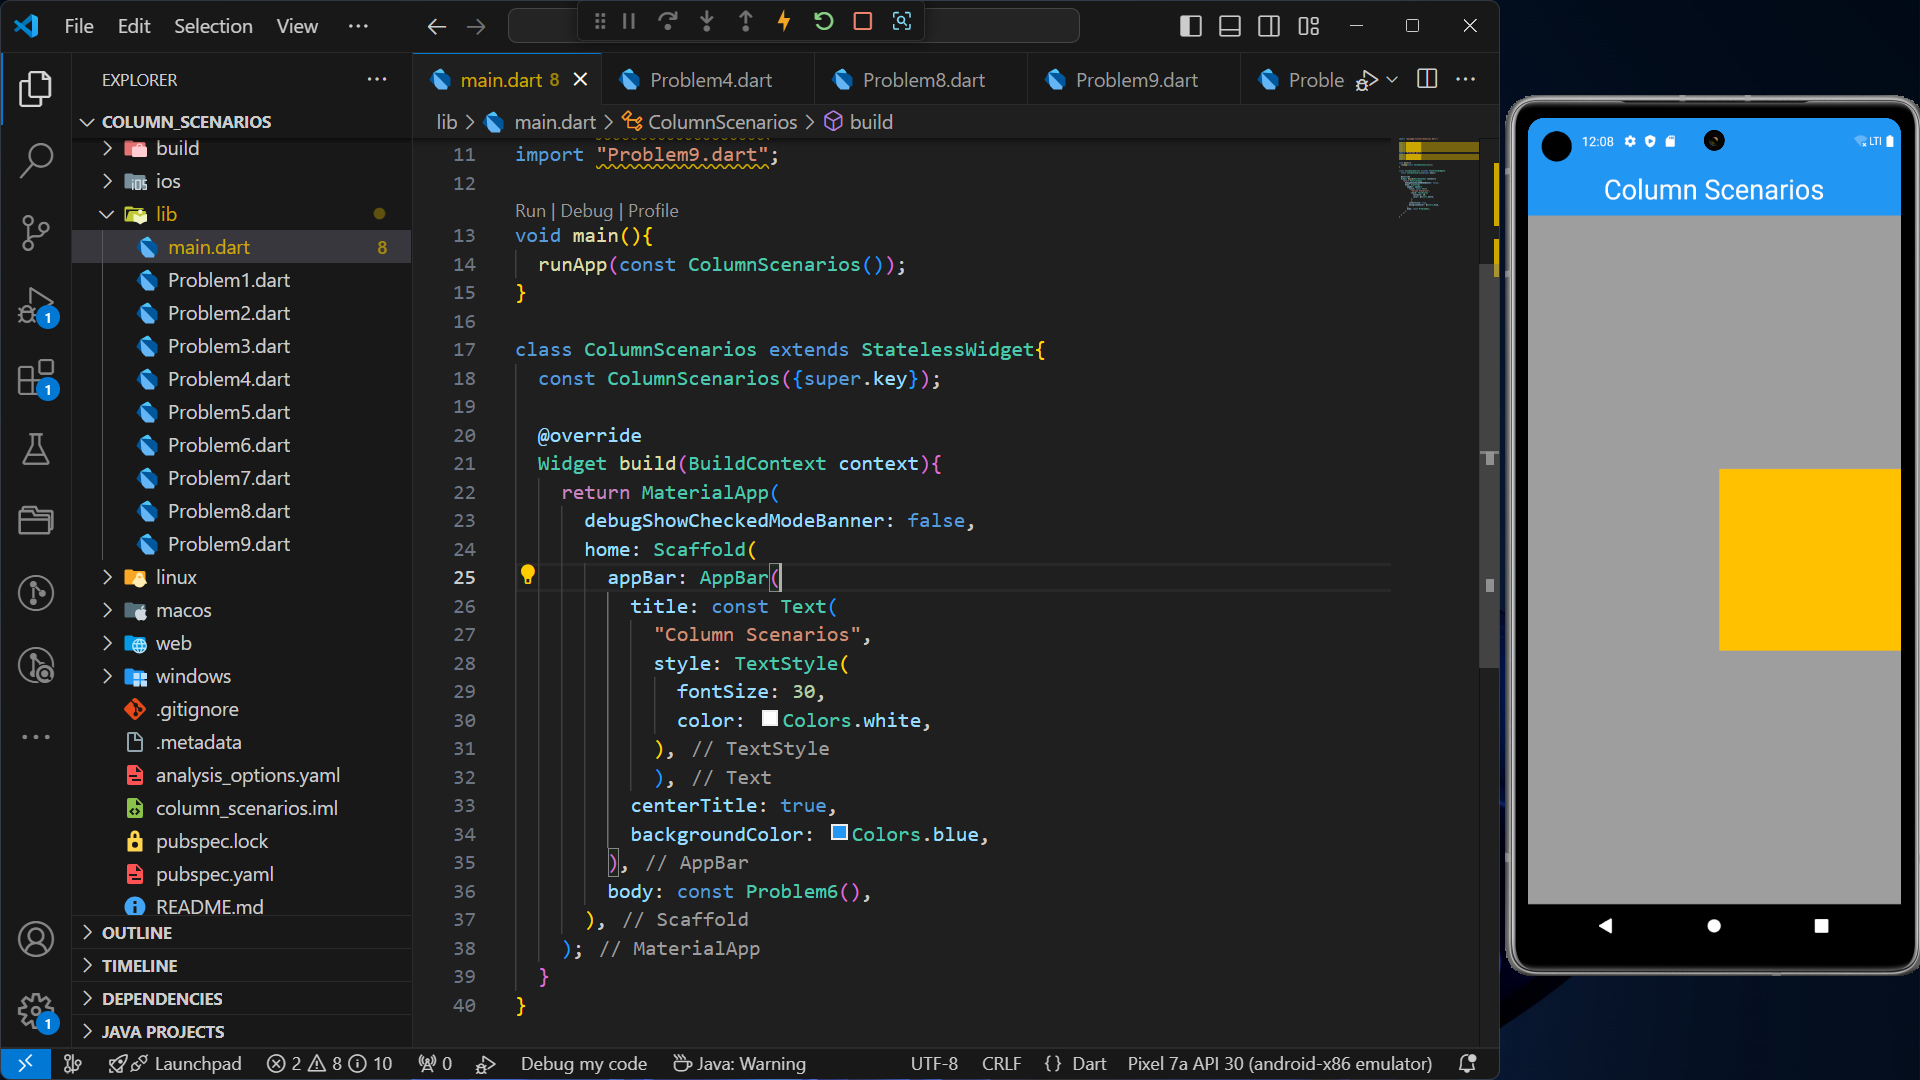 File Edit Selection View
EXPLORER
COLUMN_SCENARIOS
build
ios
lib
main.dart 8
Problem1.dart
Problem2.dart
Problem3.dart
Problem4.dart
Problem5.dart
Problem6.dart
Problem7.dart
Problem8.dart
Problem9.dart
linux
macos
web
windows
.gitignore
.metadata
analysis_options.yaml
column_scenarios.iml
pubspec.lock
pubspec.yaml
README.md
OUTLINE
TIMELINE
DEPENDENCIES
JAVA PROJECTS
1
1
1
main.dart 8 Problem4.dart Problem8.dart Problem9.dart Proble
lib > main.dart > ColumnScenarios > build
11 import "Problem9.dart";
12
Run | Debug | Profile
13 void main(){
14 runApp(const ColumnScenarios());
15 }
16
17 class ColumnScenarios extends StatelessWidget{
18 const ColumnScenarios({super.key});
19
20 @override
21 Widget build(BuildContext context){
22 return MaterialApp(
23 debugShowCheckedModeBanner: false,
24 home: Scaffold(
25 appBar: AppBar(
26 title: const Text(
27 "Column Scenarios",
28 style: TextStyle(
29 fontSize: 30,
30 color: Colors.white,
31 ), // TextStyle
32 ), // Text
33 centerTitle: true,
34 backgroundColor: Colors.blue,
35 ), // AppBar
36 body: const Problem6(),
37 ), // Scaffold
38 ); // MaterialApp
39 }
40 }
Launchpad 2 8 10 0 Debug my code Java: Warning UTF-8 CRLF {} Dart Pixel 7a API 30 (android-x86 emulator)
12:08 LTE
Column Scenarios